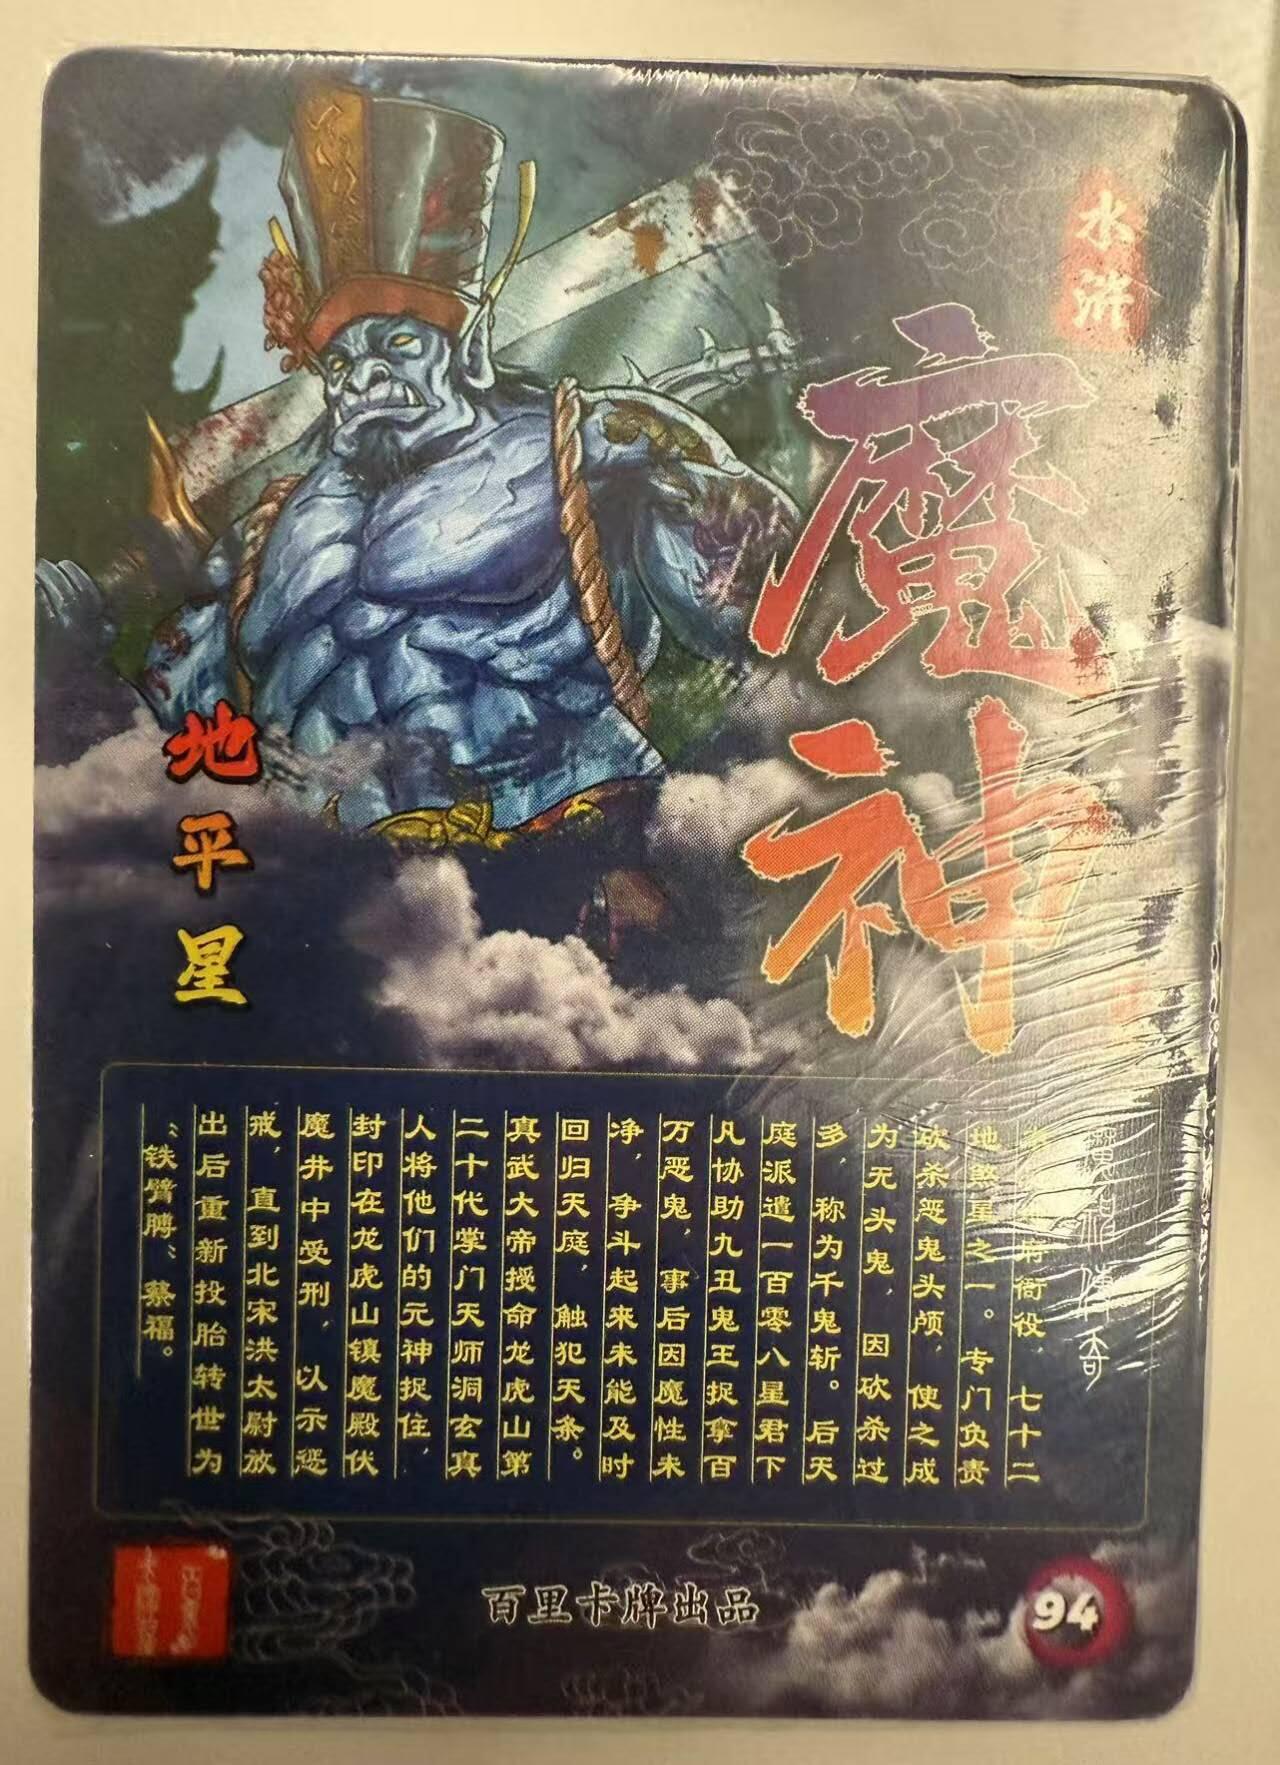 水浒
魔神
地平星
传奇
府衙役，七十二
地煞星之一。专门负责
砍杀恶鬼头颅，使之成
为无头鬼，因砍杀过
多，称为千鬼斩。后天
庭派遣一百零八星君下
凡协助九丑鬼王捉拿百
万恶鬼，事后因魔性未
净，争斗起来未能及时
回归天庭，触犯天条。
真武大帝授命龙虎山第
二十代掌门天师洞玄真
人将他们的元神捉住，
封印在龙虎山镇魔殿伏
魔井中受刑，以示惩
戒，直到北宋洪太尉放
出后重新投胎转世为
“铁臂膊”蔡福。
百里卡牌出品
94